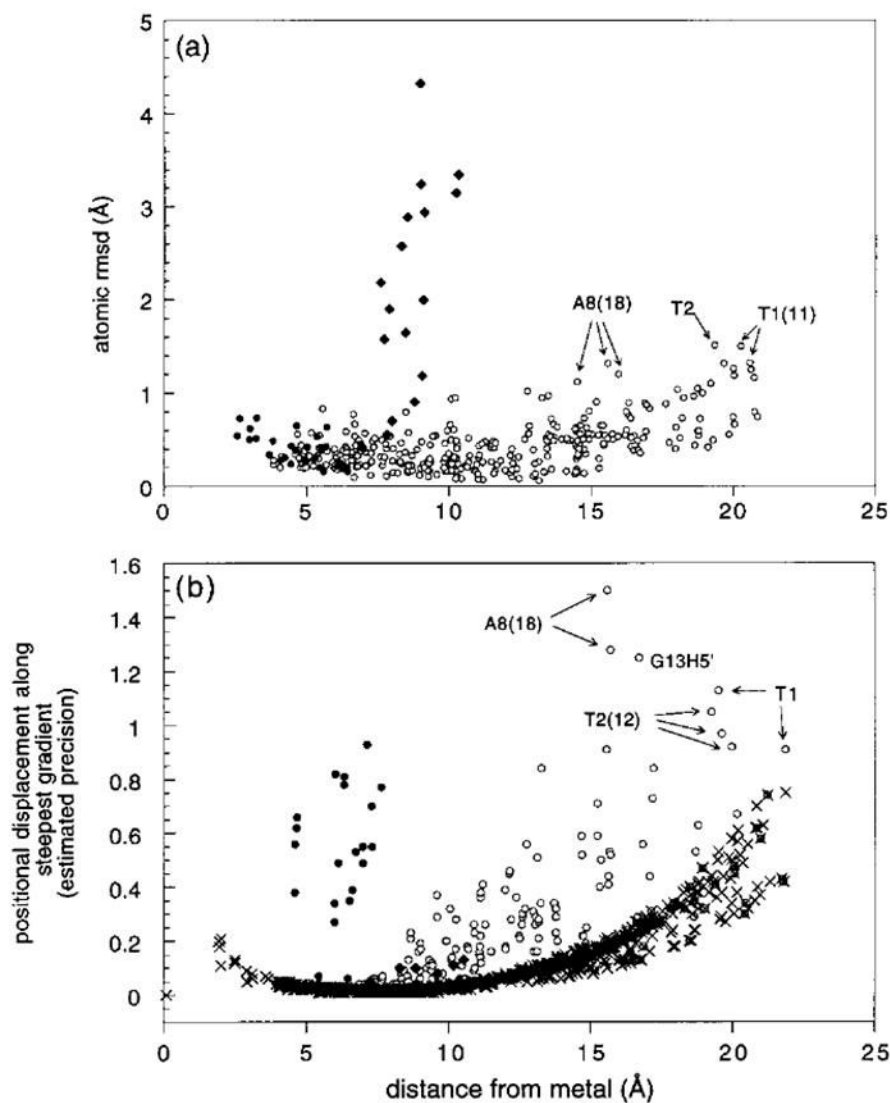 (a)
5
4
3
2
1
0
atomic rmsd (Å)
A8(18)
T2
T1(11)
0 5 10 15 20 25
(b)
1.6
1.4
1.2
1
0.8
0.6
0.4
0.2
0
positional displacement along
steepest gradient
(estimated precision)
A8(18)
G13H5'
T1
T2(12)
0 5 10 15 20 25
distance from metal (Å)